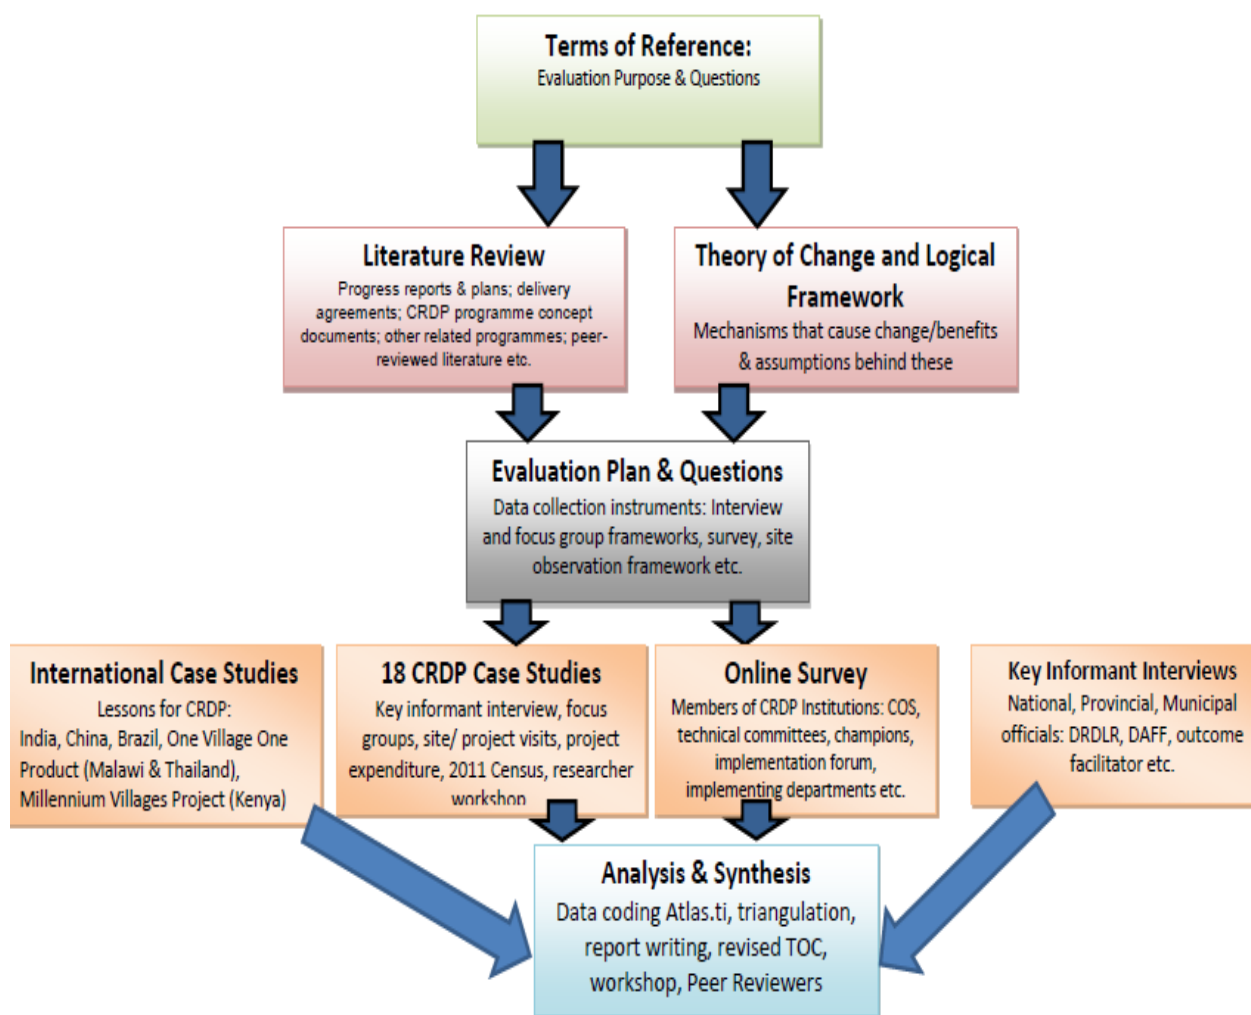 Terms of Reference:
Evaluation Purpose & Questions
Literature Review
Progress reports & plans; delivery
agreements; CRDP programme concept
documents; other related programmes; peer-
reviewed literature etc.
Theory of Change and Logical
Framework
Mechanisms that cause change/benefits
& assumptions behind these
Evaluation Plan & Questions
Data collection instruments: Interview
and focus group frameworks, survey, site
observation framework etc.
International Case Studies
Lessons for CRDP:
India, China, Brazil, One Village One
Product (Malawi & Thailand),
Millennium Villages Project (Kenya)
18 CRDP Case Studies
Key informant interview, focus
groups, site/ project visits, project
expenditure, 2011 Census, researcher
workshop
Online Survey
Members of CRDP Institutions: COS,
technical committees, champions,
implementation forum,
implementing departments etc.
Key Informant Interviews
National, Provincial, Municipal
officials: DRDLR, DAFF, outcome
facilitator etc.
Analysis & Synthesis
Data coding Atlas.ti, triangulation,
report writing, revised TOC,
workshop, Peer Reviewers